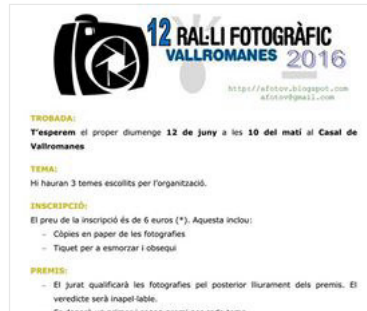 12 RAL·LI FOTOGRÀFIC
VALLROMANES 2016
http://afotov.blogspot.com
afotov@gmail.com
TROBADA:
T'esperem el proper diumenge 12 de juny a les 10 del matí al Casal de
Vallromanes
TEMA:
Hi hauran 3 temes escollits per l'organització.
INSCRIPCIÓ:
El preu de la inscripció és de 6 euros (*). Aquesta inclou:
– Còpies en paper de les fotografies
– Tiquet per a esmorzar i obsequi
PREMIS:
– El jurat qualificarà les fotografies pel posterior lliurament dels premis. El
veredicte serà inapel·lable.